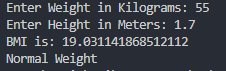 Enter Weight in Kilograms: 55
Enter Height in Meters: 1.7
BMI is: 19.031141868512112
Normal Weight